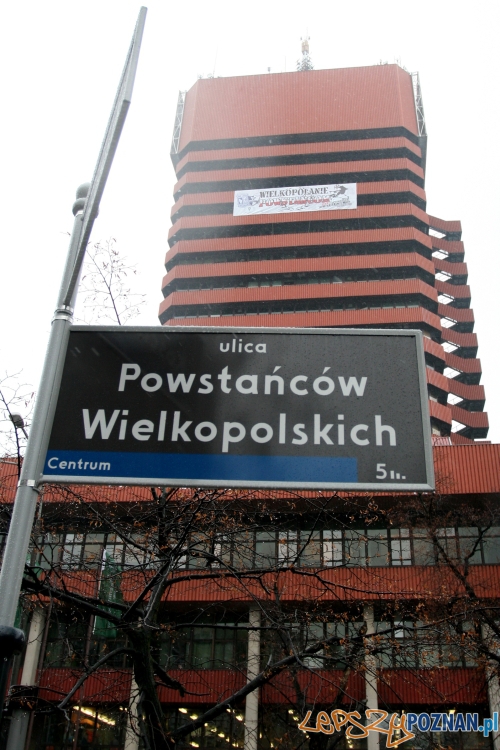 WIELKOPOLANIE
ulica
Powstańców
Wielkopolskich
Centrum
5
LEPSZYPOZNAN.pl